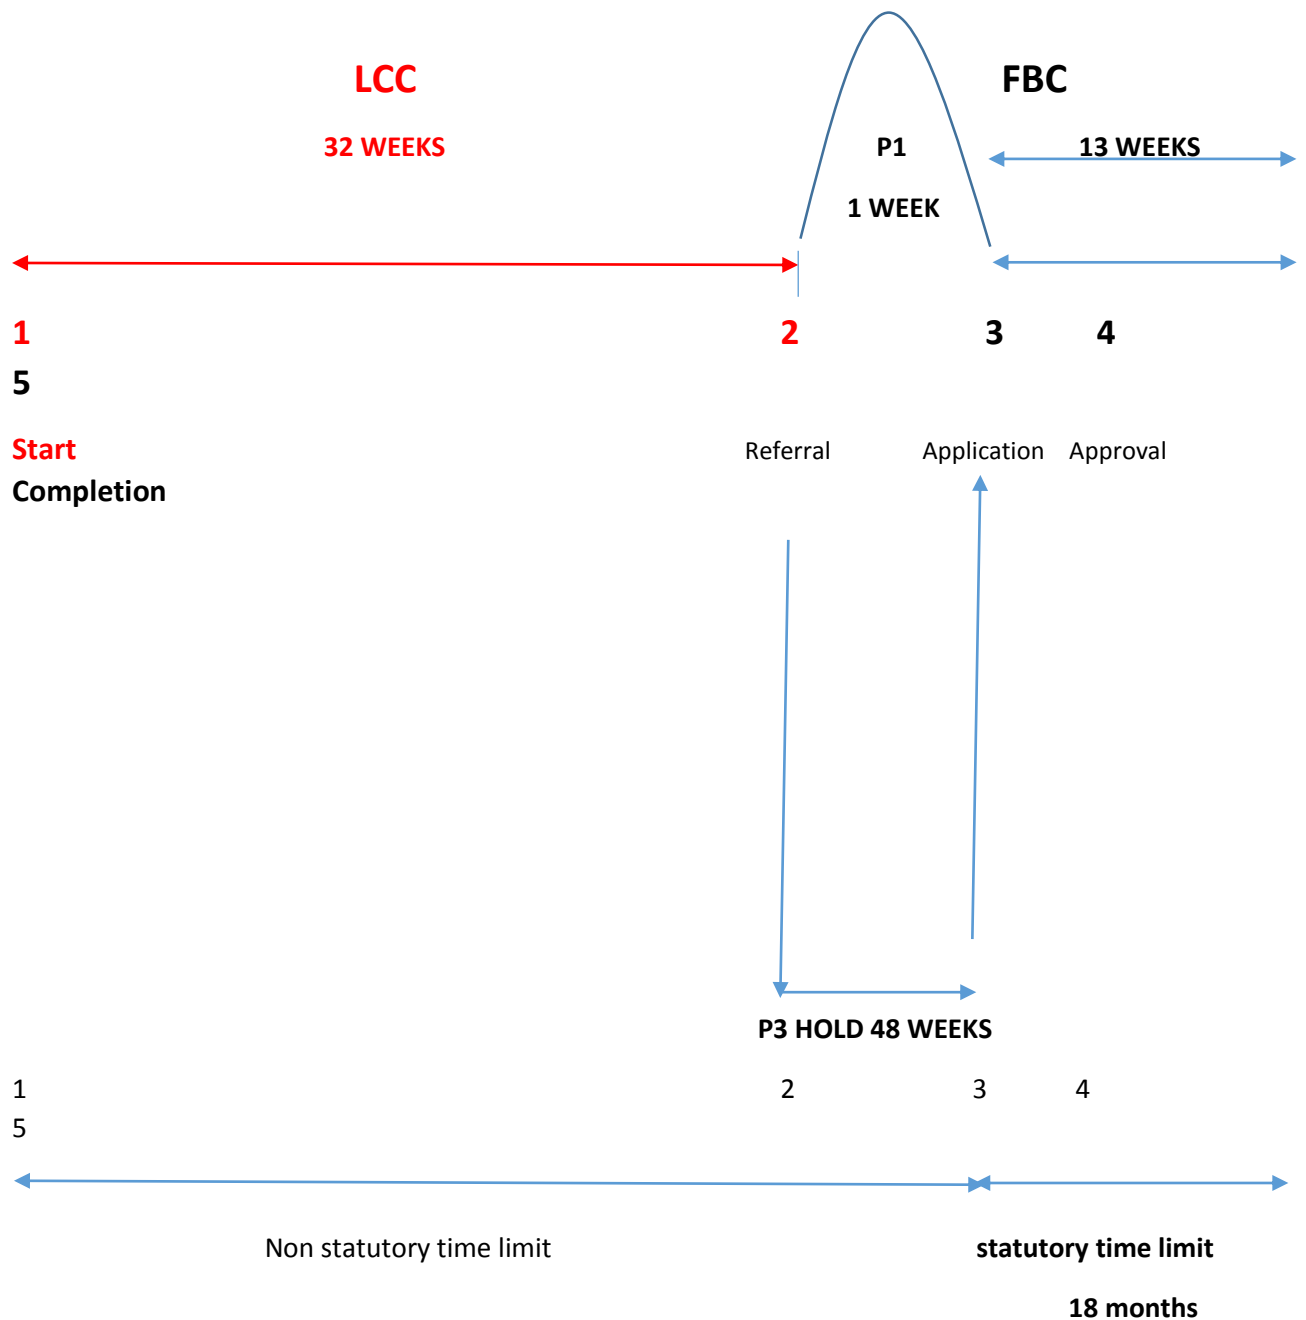 LCC FBC
32 WEEKS P1 13 WEEKS
1 WEEK
1 2 3 4
5
Start Referral Application Approval
Completion
P3 HOLD 48 WEEKS
1 2 3 4
5
Non statutory time limit statutory time limit
18 months